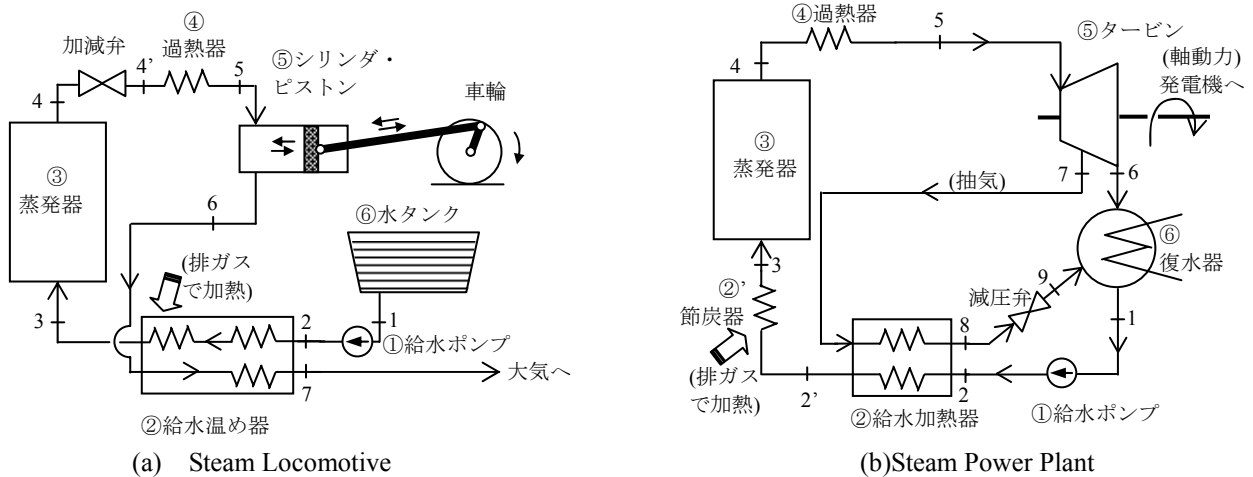 加減弁
④
過熱器
4
4’
5
⑤シリンダ・
ピストン
車輪
③
蒸発器
6
⑥水タンク
(排ガス
で加熱)
3
2
1
①給水ポンプ
7
大気へ
②給水温め器
(a) Steam Locomotive
④過熱器
5
⑤タービン
4
(軸動力)
発電機へ
③
蒸発器
7
6
(抽気)
⑥
復水器
3
②’
節炭器
減圧弁
9
8
1
(排ガス
で加熱)
2’
2
①給水ポンプ
②給水加熱器
(b)Steam Power Plant